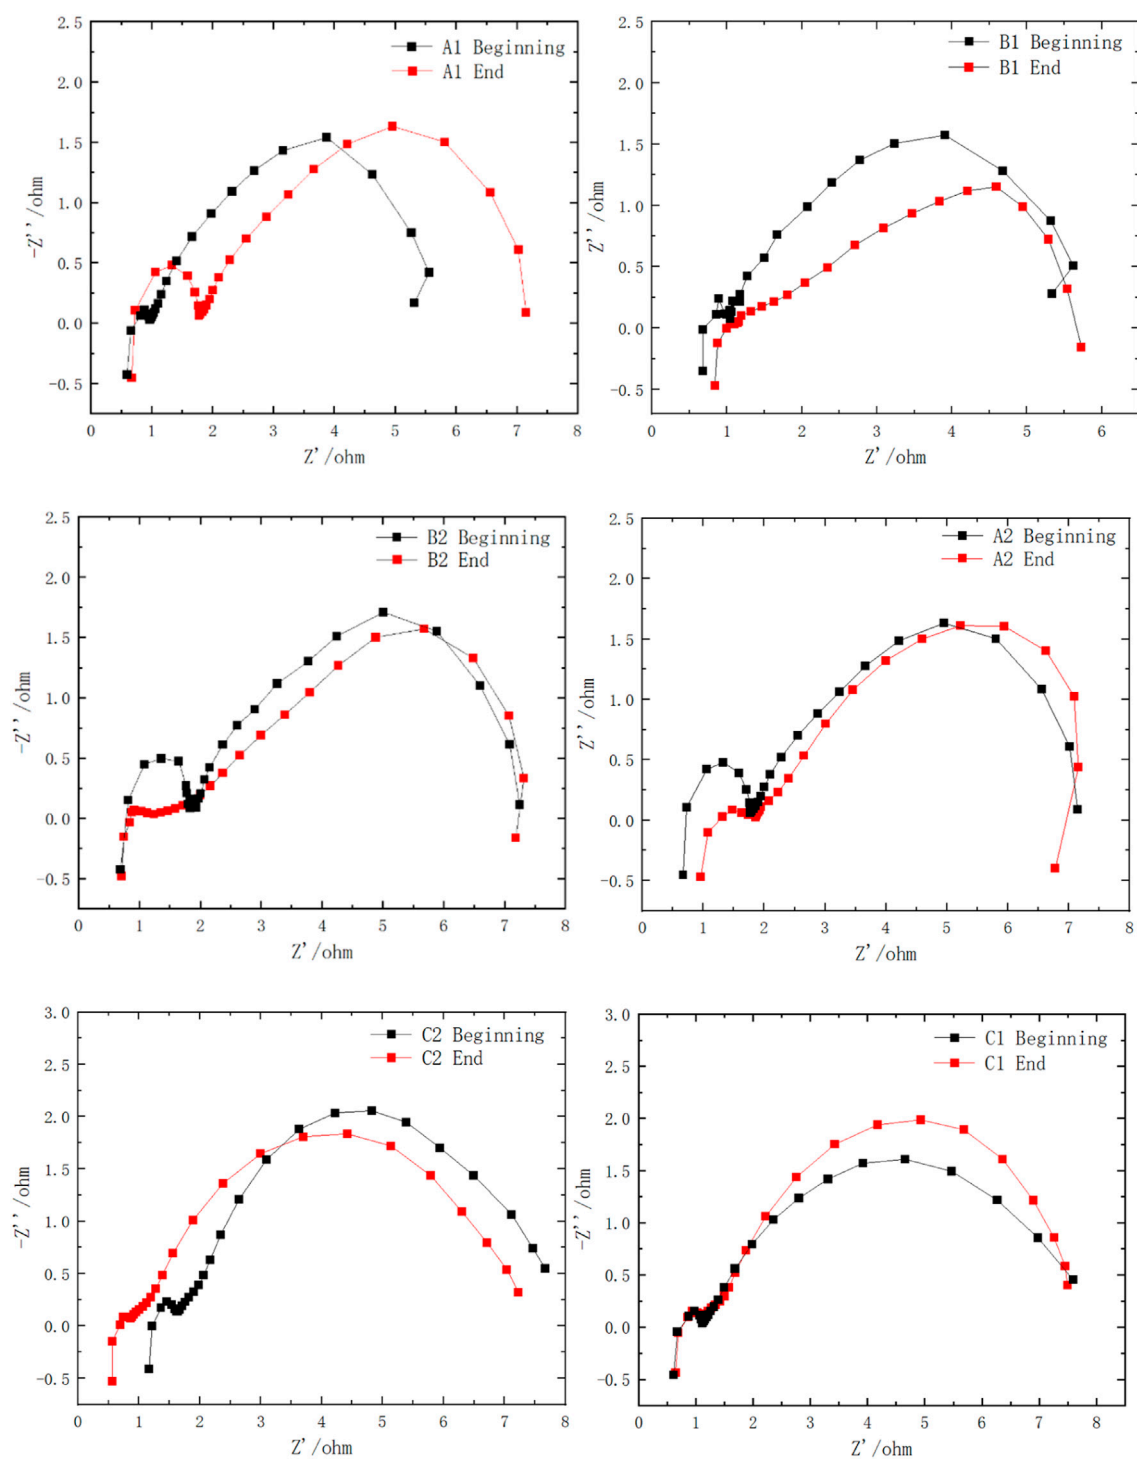 2.5
2.0
1.5
1.0
0.5
0.0
-0.5
-Z''/ohm
A1 Beginning
A1 End
0 1 2 3 4 5 6 7 8
Z'/ohm
2.5
2.0
1.5
1.0
0.5
0.0
-0.5
Z''/ohm
B1 Beginning
B1 End
0 1 2 3 4 5 6
Z'/ohm
2.5
2.0
1.5
1.0
0.5
0.0
-0.5
-Z''/ohm
B2 Beginning
B2 End
0 1 2 3 4 5 6 7 8
Z'/ohm
2.5
2.0
1.5
1.0
0.5
0.0
-0.5
Z''/ohm
A2 Beginning
A2 End
0 1 2 3 4 5 6 7 8
Z'/ohm
3.0
2.5
2.0
1.5
1.0
0.5
0.0
-0.5
-Z''/ohm
C2 Beginning
C2 End
0 1 2 3 4 5 6 7 8
Z'/ohm
3.0
2.5
2.0
1.5
1.0
0.5
0.0
-0.5
-Z''/ohm
C1 Beginning
C1 End
0 1 2 3 4 5 6 7 8
Z'/ohm